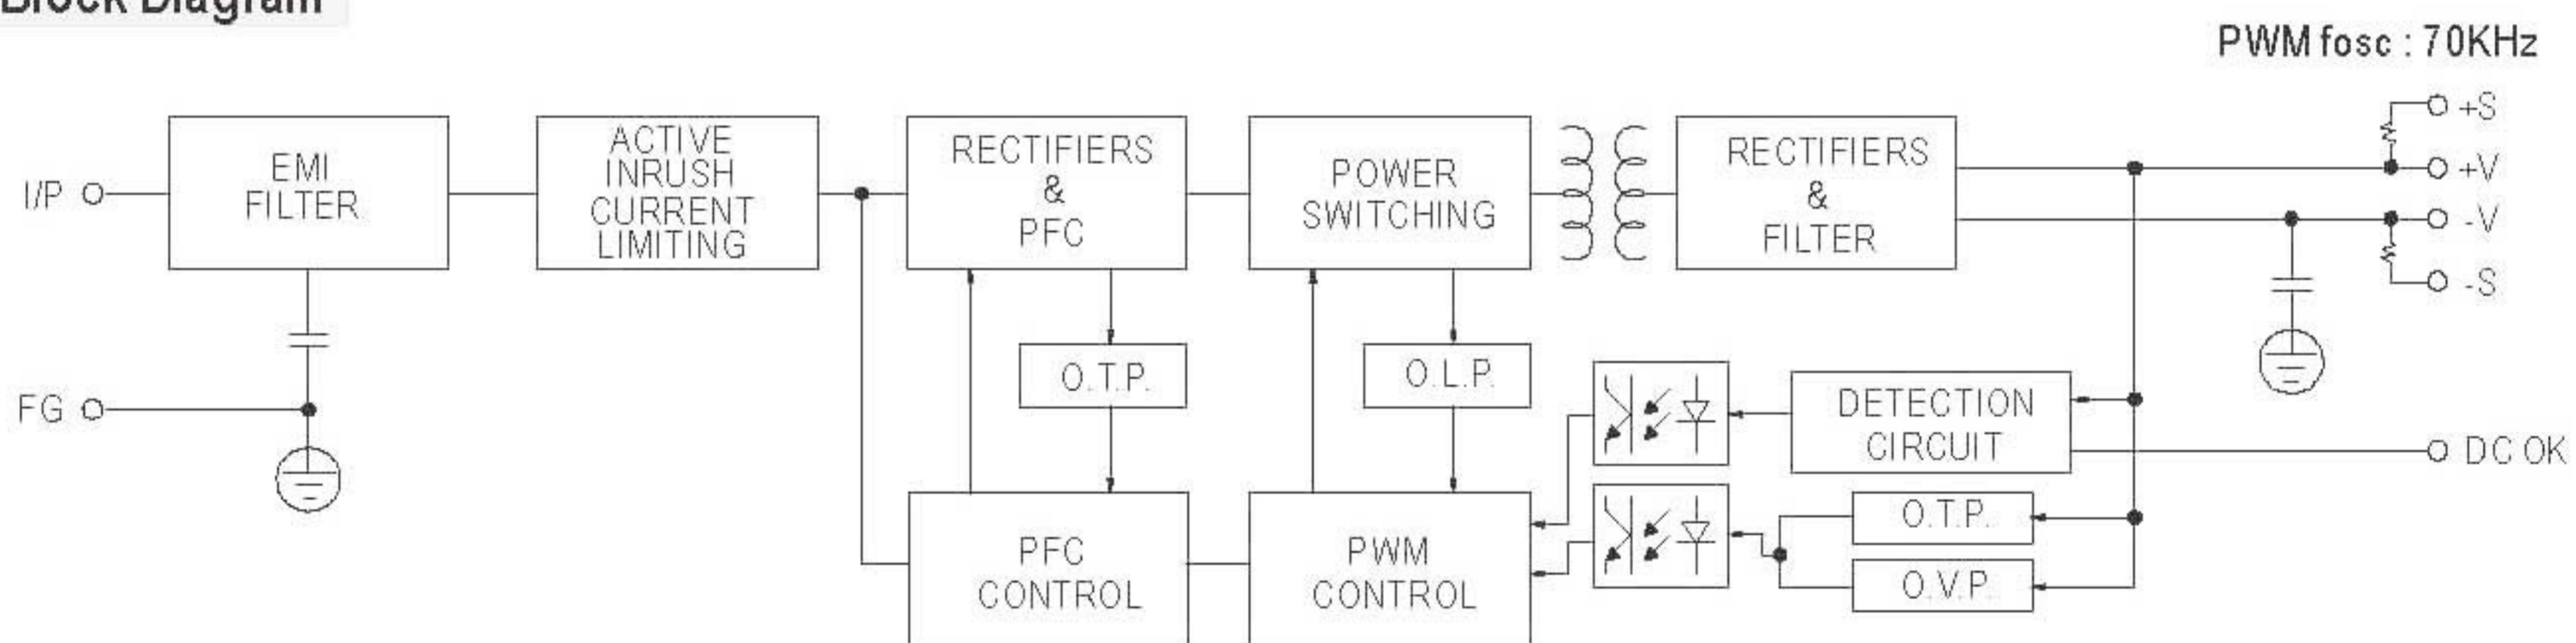 Block Diagram
PWM fosc : 70KHz
I/P
EMI
FILTER
ACTIVE
INRUSH
CURRENT
LIMITING
RECTIFIERS
&
PFC
POWER
SWITCHING
RECTIFIERS
&
FILTER
+S
+V
-V
-S
FG
O.T.P.
O.L.P.
DETECTION
CIRCUIT
DC OK
PFC
CONTROL
PWM
CONTROL
O.T.P.
O.V.P.